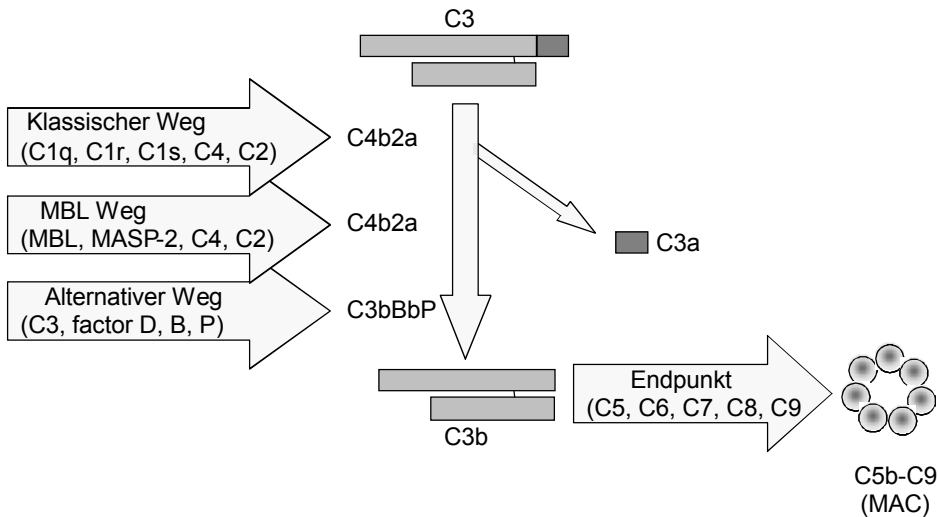 C3
Klassischer Weg
(C1q, C1r, C1s, C4, C2)
C4b2a
MBL Weg
(MBL, MASP-2, C4, C2)
C4b2a
C3a
Alternativer Weg
(C3, factor D, B, P)
C3bBbP
Endpunkt
(C5, C6, C7, C8, C9
C3b
C5b-C9
(MAC)